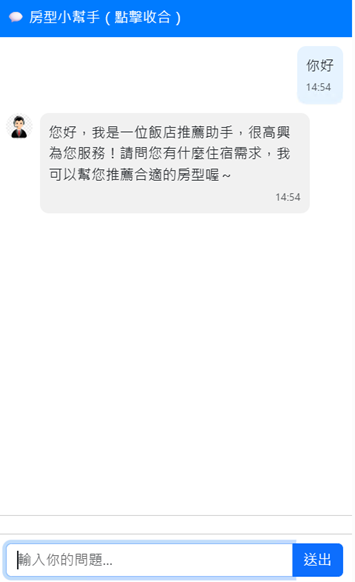 房型小幫手 ( 點擊收合 )
你好
14:54
您好，我是一位飯店推薦助手，很高興
為您服務！請問您有什麼住宿需求，我
可以幫您推薦合適的房型喔～
14:54
輸入你的問題...
送出